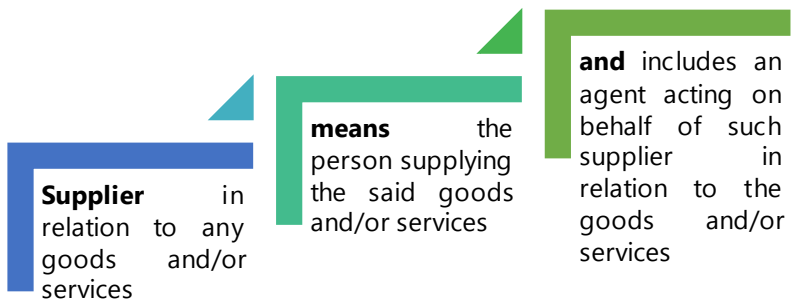 Supplier in
relation to any
goods and/or
services
means the
person supplying
the said goods
and/or services
and includes an
agent acting on
behalf of such
supplier in
relation to the
goods and/or
services